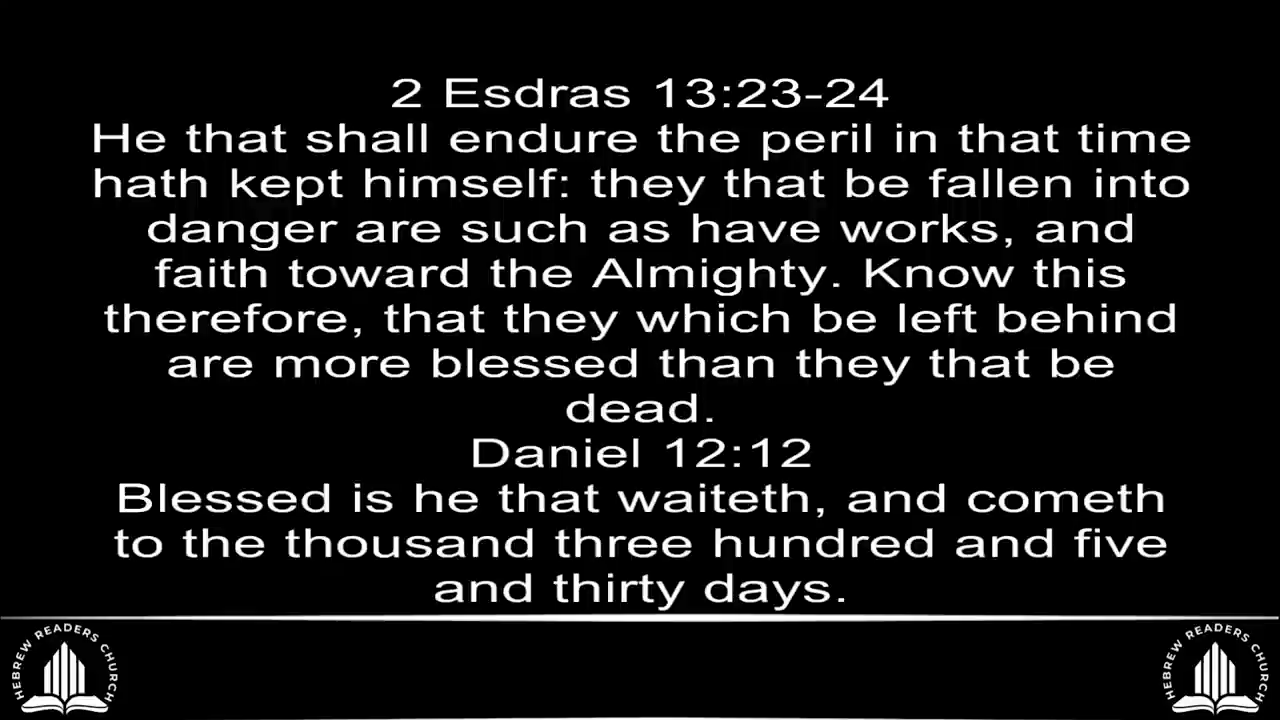 2 Esdras 13:23-24
He that shall endure the peril in that time
hath kept himself: they that be fallen into
danger are such as have works, and
faith toward the Almighty. Know this
therefore, that they which be left behind
are more blessed than they that be
dead.
Daniel 12:12
Blessed is he that waiteth, and cometh
to the thousand three hundred and five
and thirty days.
HEBREW READERS CHURCH
HEBREW READERS CHURCH